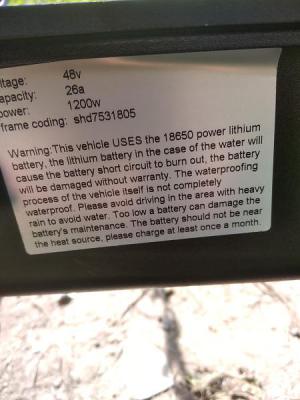 ltage: 48v
apacity: 26a
power: 1200w
frame coding: shd7531805
Warning:This vehicle USES the 18650 power lithium
battery, the lithium battery in the case of the water will
cause the battery short circuit to burn out, the battery
will be damaged without warranty. The waterproofing
process of the vehicle itself is not completely
waterproof. Please avoid driving in the area with heavy
rain to avoid water. Too low a battery can damage the
battery's maintenance. The battery should not be near
the heat source, please charge at least once a month.